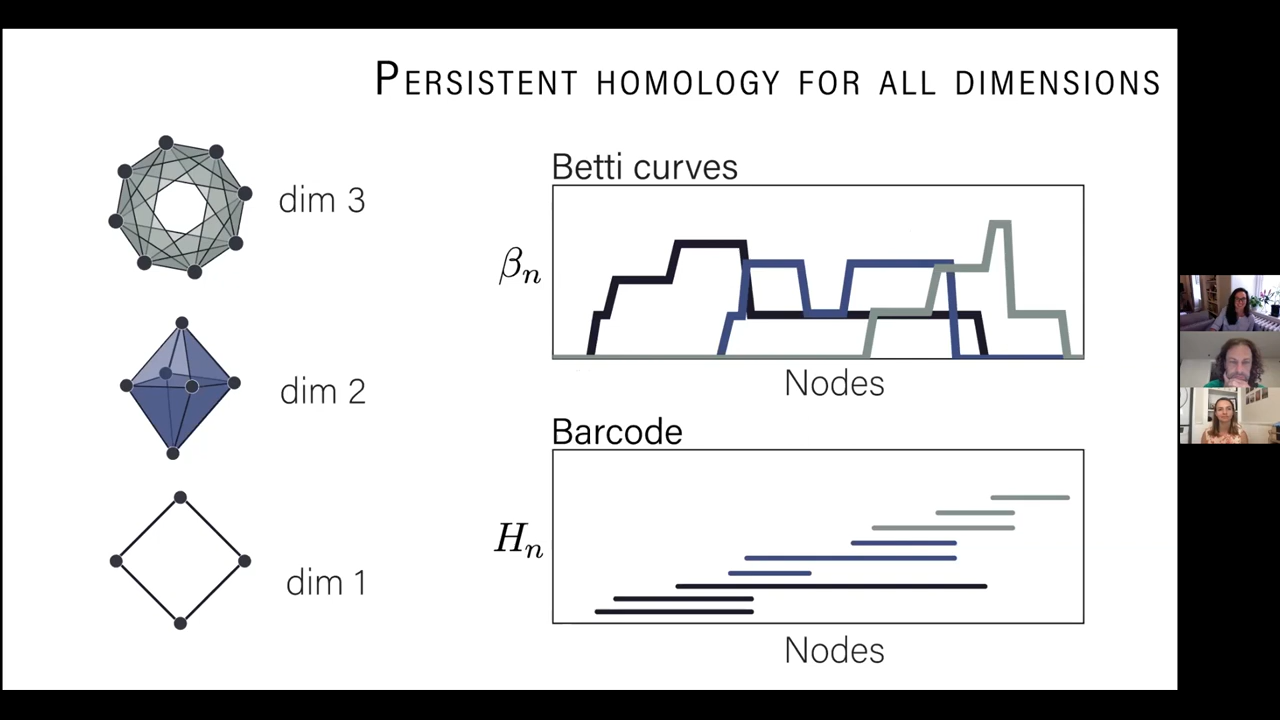 PERSISTENT HOMOLOGY FOR ALL DIMENSIONS
dim 3
dim 2
dim 1
Betti curves
βn
Nodes
Barcode
Hn
Nodes